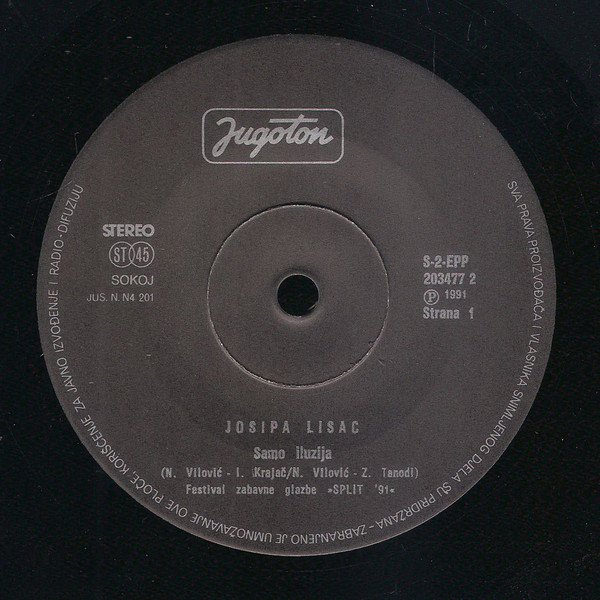 Jugoton
STEREO
ST 45
SOKOJ
JUS. N. N4 201
S-2-EPP
203477 2
℗ 1991
Strana 1
JOSIPA LISAC
Samo Iluzija
(N. Vilović - I. Krajač/N. Vilović - Z. Tanodi)
Festival zabavne glazbe »SPLIT '91«
SVA PRAVA PROIZVOĐAČA I VLASNIKA SNIMLJENOG DJELA SU PRIDRŽANA - ZABRANJENO JE UMNOŽAVANJE OVE PLOČE, KORIŠĆENJE ZA JAVNO IZVOĐENJE I RADIO-DIFUZIJU